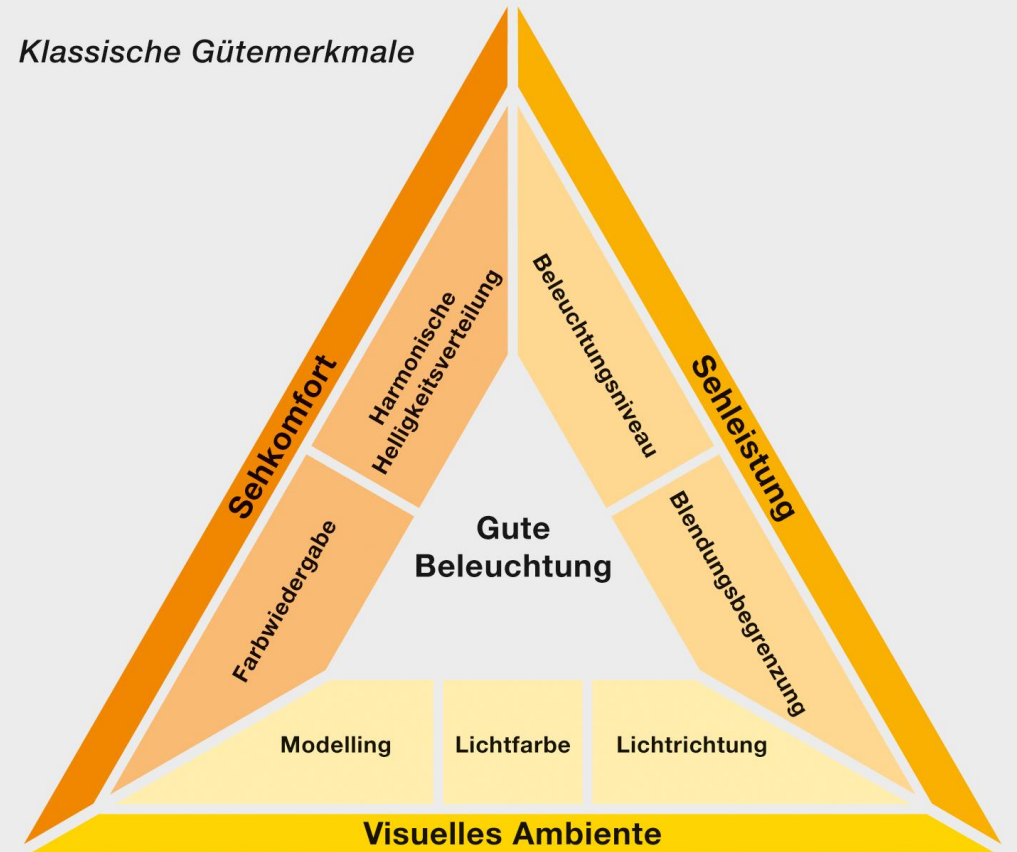 Klassische Gütemerkmale
Sehkomfort
Harmonische
Helligkeitsverteilung
Farbwiedergabe
Beleuchtungsniveau
Blendungsbegrenzung
Sehleistung
Gute
Beleuchtung
Modelling
Lichtfarbe
Lichtrichtung
Visuelles Ambiente